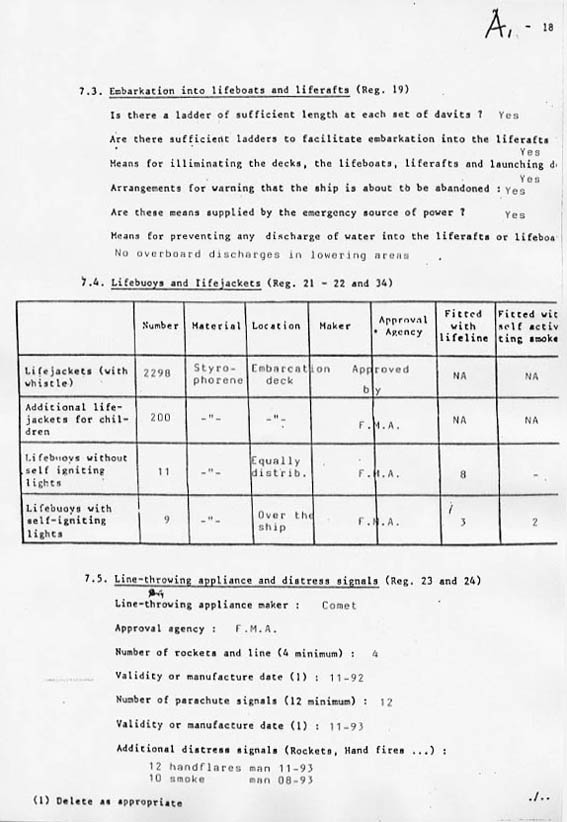 A, - 18
7.3. Embarkation into lifeboats and liferafts (Reg. 19)
Is there a ladder of sufficient length at each set of davits ? Yes
Are there sufficient ladders to facilitate embarkation into the liferafts
Yes
Means for illiminating the decks, the lifeboats, liferafts and launching d
Yes
Arrangements for warning that the ship is about to be abandoned : Yes
Are these means supplied by the emergency source of power ? Yes
Means for preventing any discharge of water into the liferafts or lifeboa
No overboard discharges in lowering areas
7.4. Lifebuoys and lifejackets (Reg. 21 - 22 and 34)
Number Material Location Maker Approval Agency Fitted with lifeline Fitted wit self activ ting smoke
Lifejackets (with whistle) 2298 Styro-phorene Embarcation deck Approved by NA NA
Additional life-jackets for chil-dren 200 -"- -"- F.M.A. NA NA
Lifebuoys without self igniting lights 11 -"- Equally distrib. F.M.A. 8 -
Lifebuoys with self-igniting lights 9 -"- Over the ship F.M.A. 3 2
7.5. Line-throwing appliance and distress signals (Reg. 23 and 24)
Line-throwing appliance maker : Comet
Approval agency : F.M.A.
Number of rockets and line (4 minimum) : 4
Validity or manufacture date (1) : 11-92
Number of parachute signals (12 minimum) : 12
Validity or manufacture date (1) : 11-93
Additional distress signals (Rockets, Hand fires ...) :
12 handflares man 11-93
10 smoke man 08-93
(1) Delete as appropriate
./..